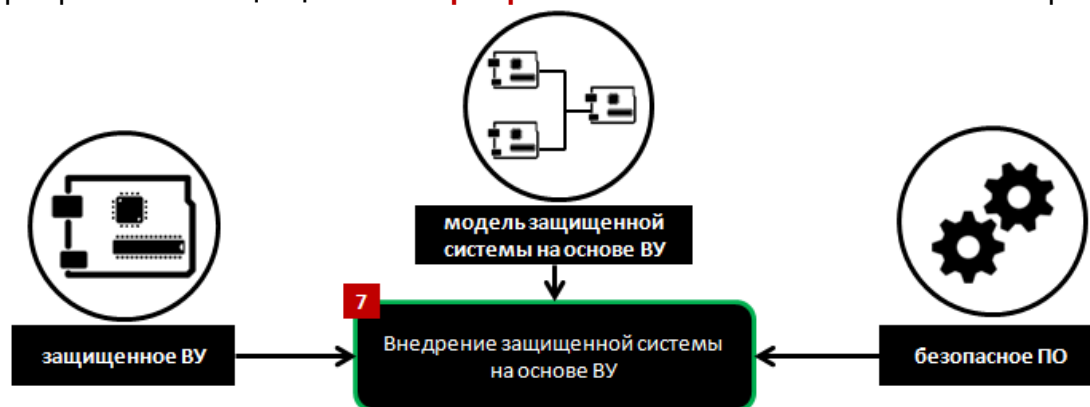 модель защищенной
системы на основе ВУ
7
защищенное ВУ
Внедрение защищенной системы
на основе ВУ
безопасное ПО